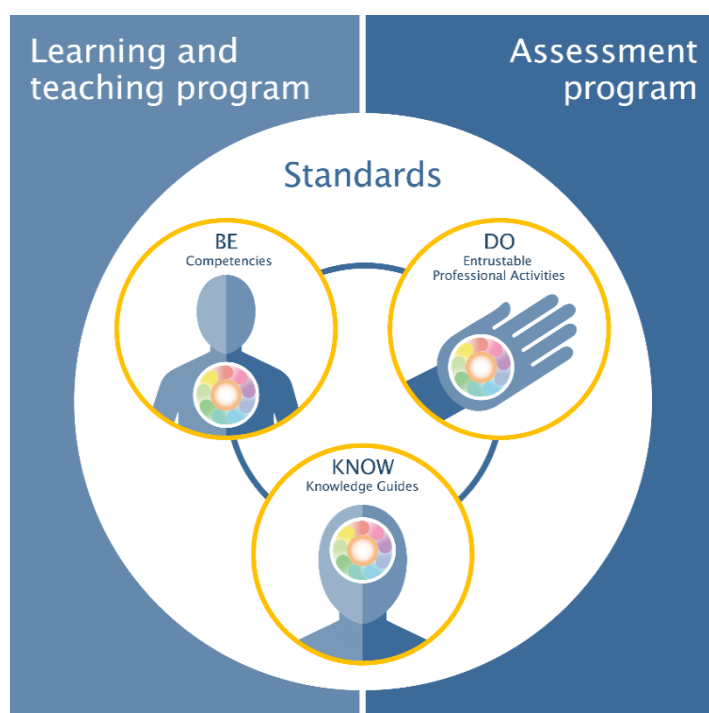 Learning and
teaching program
Assessment
program
Standards
BE
Competencies
DO
Entrustable
Professional Activities
KNOW
Knowledge Guides